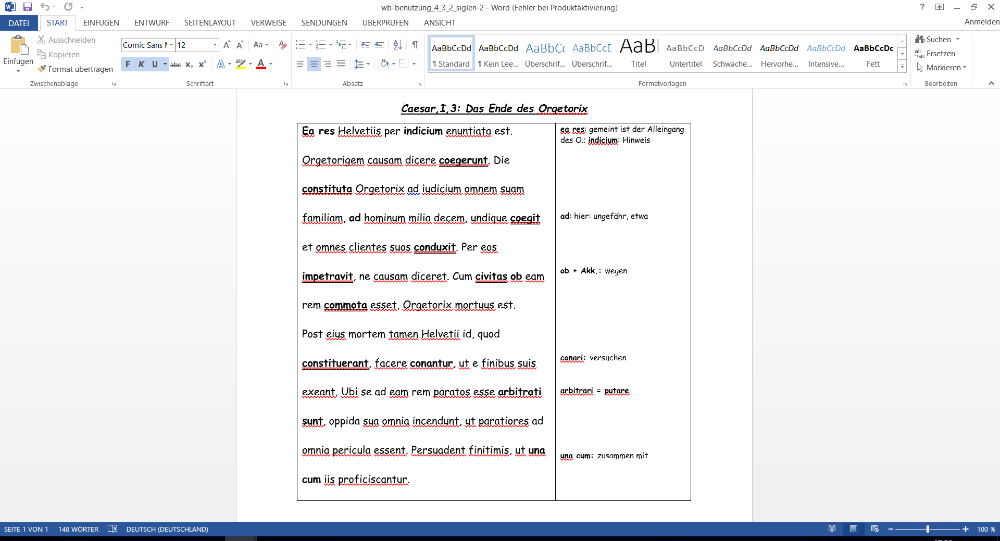 wb-benutzung_4_3_2_siglen-2 - Word (Fehler bei Produktaktivierung)
DATEI START EINFÜGEN ENTWURF SEITENLAYOUT VERWEISE SENDUNGEN ÜBERPRÜFEN ANSICHT Anmelden
Einfügen
Ausschneiden
Kopieren
Format übertragen
Zwischenablage
Comic Sans 12
F K U abc x₂ x²
Schriftart
Absatz
AaBbCcDd AaBbCcDd AaBbCc AaBbCcD AaBl AaBbCcD AaBbCcDd AaBbCcDd AaBbCcDd AaBbCcDc
¶ Standard ¶ Kein Lee... Überschrif... Überschrif... Titel Untertitel Schwache... Hervorhe... Intensive... Fett
Formatvorlagen
Suchen
Ersetzen
Markieren
Bearbeiten
Caesar,I,3: Das Ende des Orgetorix
Ea res Helvetiis per indicium enuntiata est.
Orgetorigem causam dicere coegerunt. Die
constituta Orgetorix ad iudicium omnem suam
familiam, ad hominum milia decem, undique coegit
et omnes clientes suos conduxit. Per eos
impetravit, ne causam diceret. Cum civitas ob eam
rem commota esset, Orgetorix mortuus est.
Post eius mortem tamen Helvetii id, quod
constituerant, facere conantur, ut e finibus suis
exeant. Ubi se ad eam rem paratos esse arbitrati
sunt, oppida sua omnia incendunt, ut paratiores ad
omnia pericula essent. Persuadent finitimis, ut una
cum iis proficiscantur.
ea res: gemeint ist der Alleingang
des O.; indicium: Hinweis
ad: hier: ungefähr, etwa
ob + Akk.: wegen
conari: versuchen
arbitrari = putare
una cum: zusammen mit
SEITE 1 VON 1 148 WÖRTER DEUTSCH (DEUTSCHLAND) 100 %